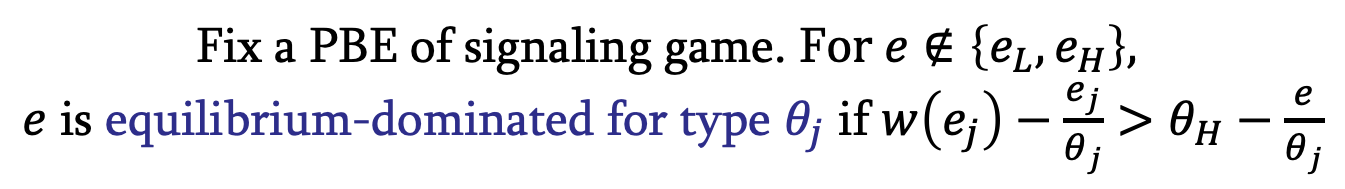 Fix a PBE of signaling game. For e ∉ {e_L, e_H},
e is equilibrium-dominated for type θ_j if w(e_j) − e_j/θ_j > θ_H − e/θ_j